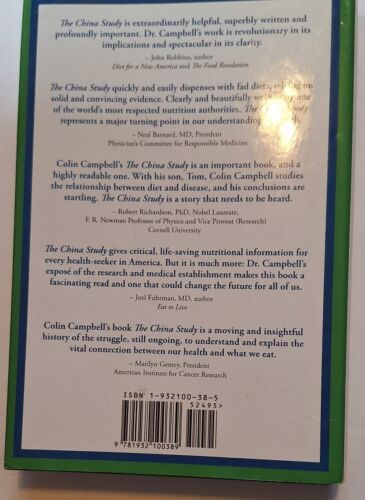 The China Study is extraordinarily helpful, superbly written and
profoundly important. Dr. Campbell's work is revolutionary in its
implications and spectacular in its clarity.
– John Robbins, author
Diet for a New America and The Food Revolution
The China Study quickly and easily dispenses with fad diets, relying on
solid and convincing evidence. Clearly and beautifully written by one
of the world's most respected nutrition authorities. The China Study
represents a major turning point in our understanding of
– Neal Barnard, MD, President
Physician's Committee for Responsible Medicine
Colin Campbell's The China Study is an important book, and a
highly readable one. With his son, Tom, Colin Campbell studies
the relationship between diet and disease, and his conclusions are
startling. The China Study is a story that needs to be heard.
– Robert Richardson, PhD, Nobel Laureate,
F. R. Newman Professor of Physics and Vice Provost (Research)
Cornell University
The China Study gives critical, life-saving nutritional information for
every health-seeker in America. But it is much more: Dr. Campbell's
exposé of the research and medical establishment makes this book a
fascinating read and one that could change the future for all of us.
– Joel Fuhrman, MD, author
Eat to Live
Colin Campbell's book The China Study is a moving and insightful
history of the struggle, still ongoing, to understand and explain the
vital connection between our health and what we eat.
– Marilyn Gentry, President
American Institute for Cancer Research
ISBN 1-932100-38-5
52495>
9 781932 100389